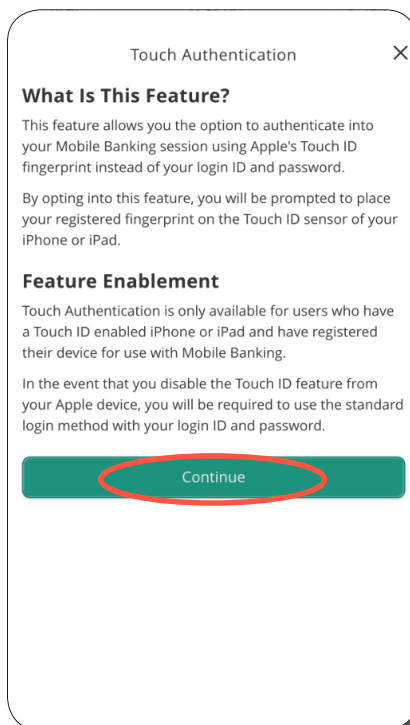 Touch Authentication
What Is This Feature?
This feature allows you the option to authenticate into
your Mobile Banking session using Apple's Touch ID
fingerprint instead of your login ID and password.
By opting into this feature, you will be prompted to place
your registered fingerprint on the Touch ID sensor of your
iPhone or iPad.
Feature Enablement
Touch Authentication is only available for users who have
a Touch ID enabled iPhone or iPad and have registered
their device for use with Mobile Banking.
In the event that you disable the Touch ID feature from
your Apple device, you will be required to use the standard
login method with your login ID and password.
Continue